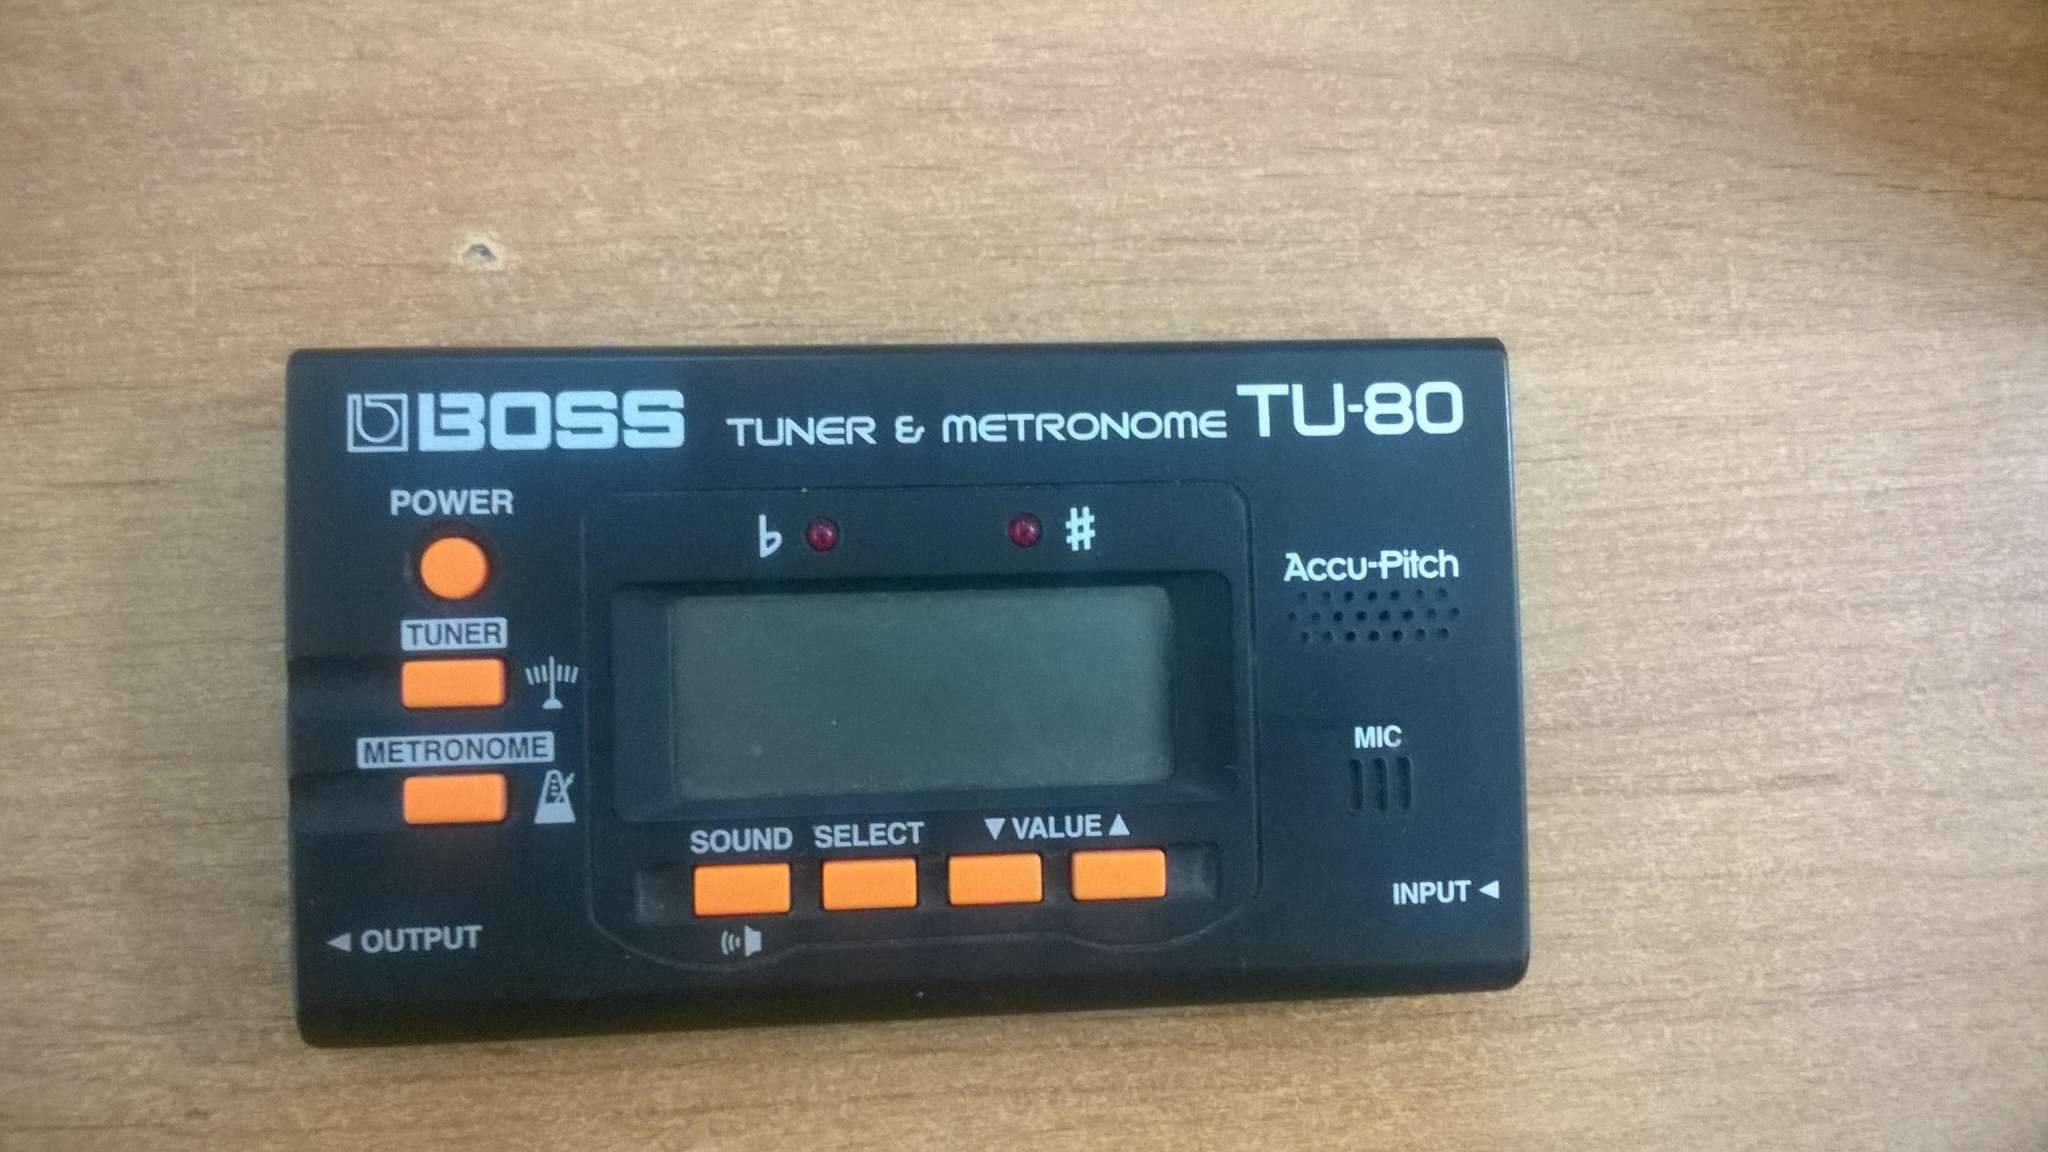 BOSS TUNER & METRONOME TU-80
POWER
♭ ♯
Accu-Pitch
TUNER
METRONOME
MIC
SOUND SELECT ▼ VALUE ▲
INPUT ◀
◀ OUTPUT